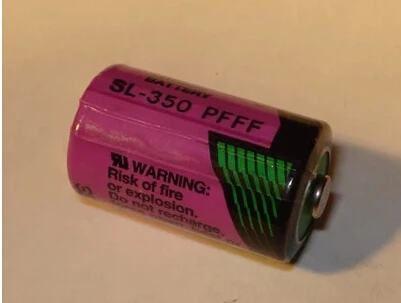 BATTERY
SL-350 PFFF
WARNING:
Risk of fire
or explosion.
Do not recharge,